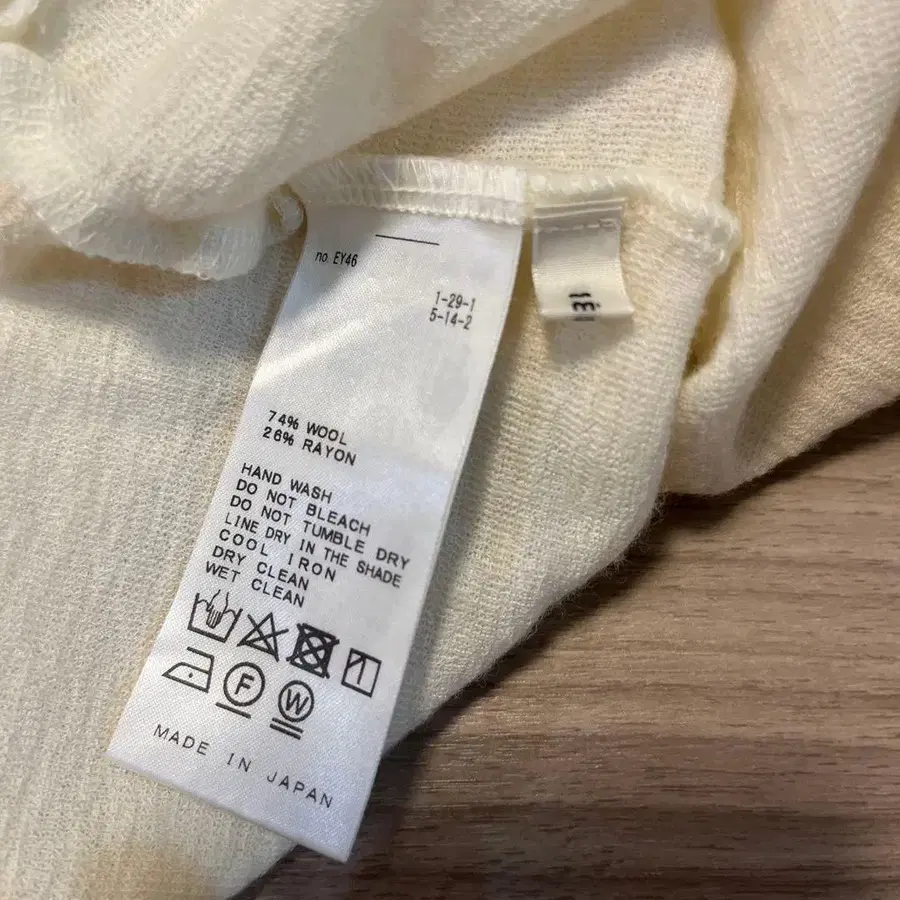 no. EY46
1-29-1
5-14-2
74% WOOL
26% RAYON
HAND WASH
DO NOT BLEACH
DO NOT TUMBLE DRY
LINE DRY IN THE SHADE
COOL IRON
DRY CLEAN
WET CLEAN
F
W
MADE IN JAPAN